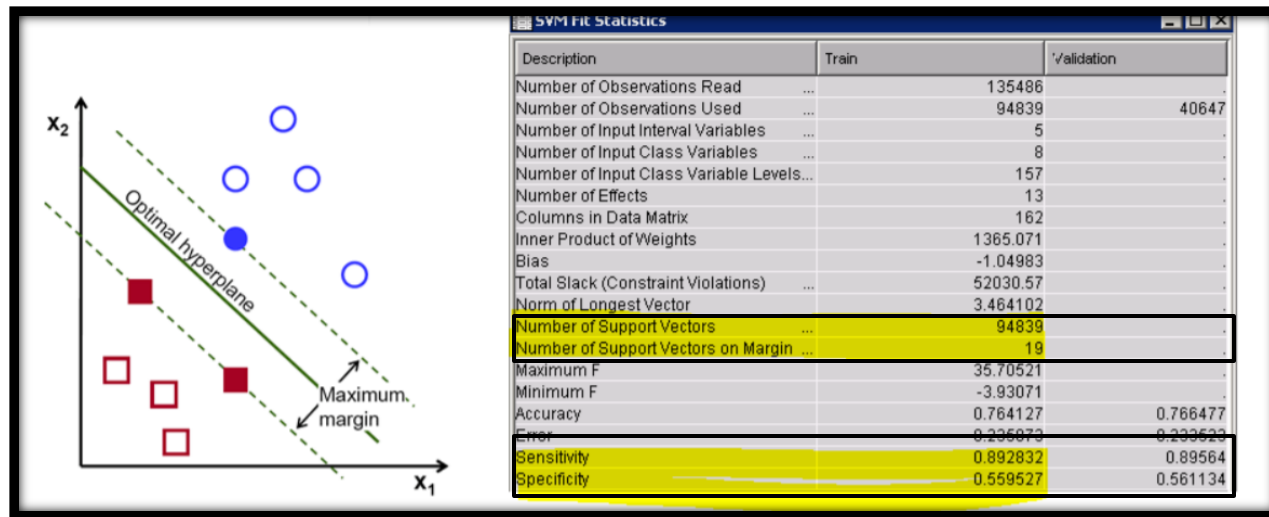 X2
Optimal hyperplane
Maximum
margin
X1
SVM Fit Statistics
Description Train Validation
Number of Observations Read ... 135486 .
Number of Observations Used ... 94839 40647
Number of Input Interval Variables ... 5 .
Number of Input Class Variables ... 8 .
Number of Input Class Variable Levels... 157 .
Number of Effects 13 .
Columns in Data Matrix 162 .
Inner Product of Weights 1365.071 .
Bias -1.04983 .
Total Slack (Constraint Violations) ... 52030.57 .
Norm of Longest Vector 3.464102 .
Number of Support Vectors ... 94839 .
Number of Support Vectors on Margin ... 19 .
Maximum F 35.70521 .
Minimum F -3.93071 .
Accuracy 0.764127 0.766477
Error 0.235873 0.233523
Sensitivity 0.892832 0.89564
Specificity 0.559527 0.561134